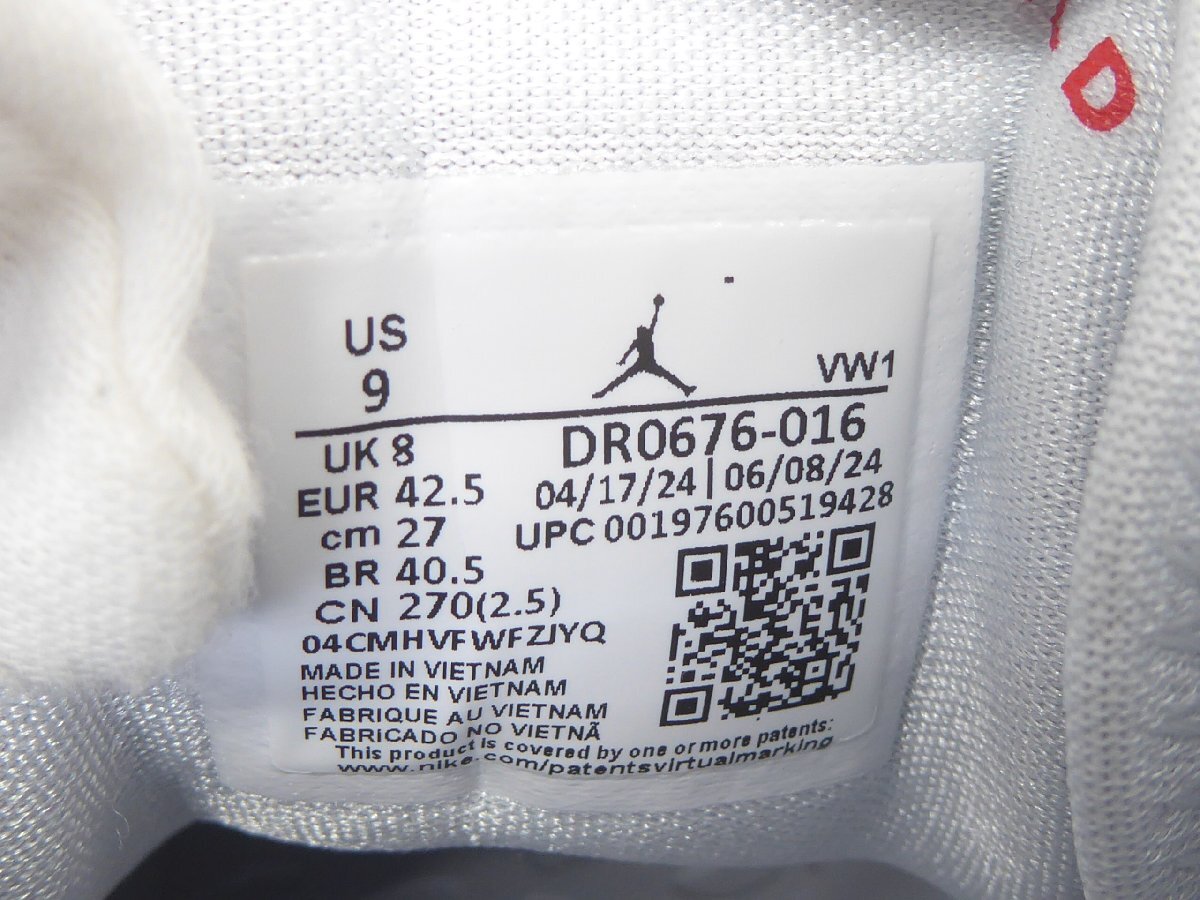 D
US
9
VW1
UK 8
EUR 42.5
cm 27
BR 40.5
CN 270(2.5)
DR0676-016
04/17/24|06/08/24
UPC 00197600519428
04CMHVFWFZJYQ
MADE IN VIETNAM
HECHO EN VIETNAM
FABRIQUE AU VIETNAM
FABRICADO NO VIETNÃ
This product is covered by one or more patents:
www.nike.com/patentsvirtualmarking